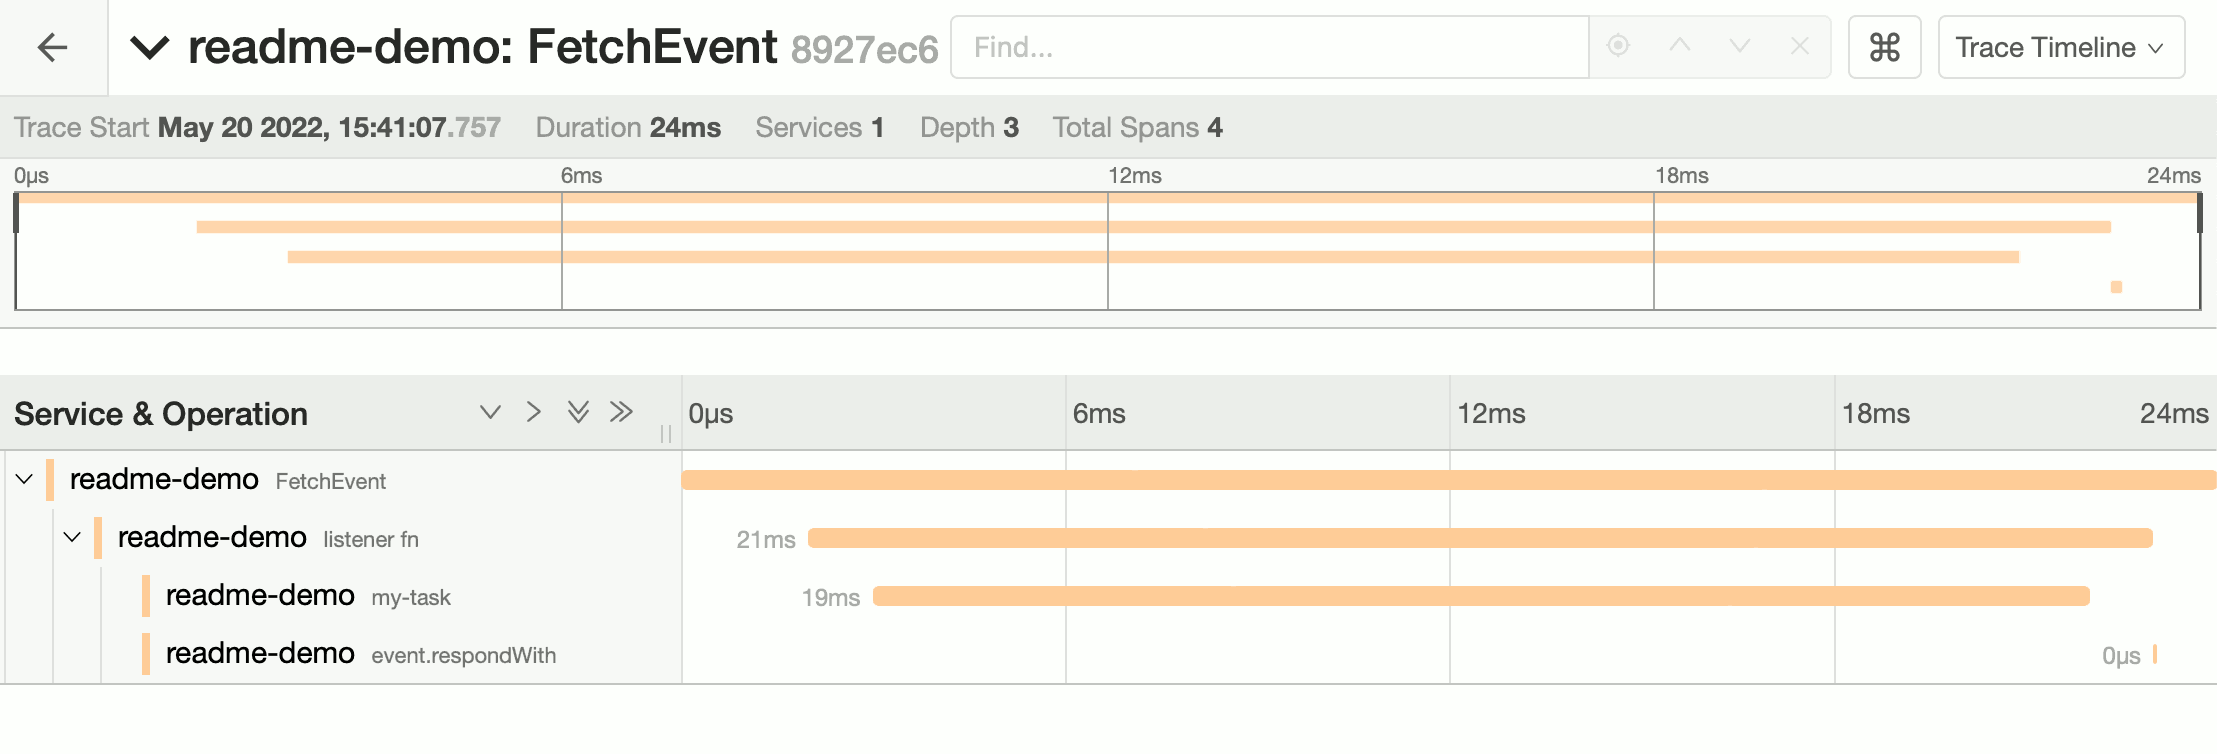 readme-demo: FetchEvent 8927ec6 Find... ⌘ Trace Timeline
Trace Start May 20 2022, 15:41:07.757 Duration 24ms Services 1 Depth 3 Total Spans 4
0μs 6ms 12ms 18ms 24ms
Service & Operation 0μs 6ms 12ms 18ms 24ms
readme-demo FetchEvent
readme-demo listener fn 21ms
readme-demo my-task 19ms
readme-demo event.respondWith 0μs